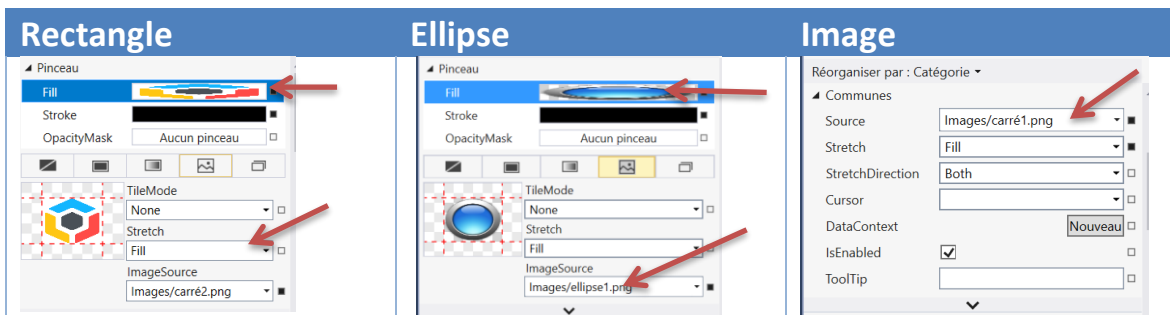 Rectangle
Pinceau
Fill
Stroke
OpacityMask
Aucun pinceau
TileMode
None
Stretch
Fill
ImageSource
Images/carré2.png
Ellipse
Pinceau
Fill
Stroke
OpacityMask
Aucun pinceau
TileMode
None
Stretch
Fill
ImageSource
Images/ellipse1.png
Image
Réorganiser par : Catégorie
Communes
Source
Images/carré1.png
Stretch
Fill
StretchDirection
Both
Cursor
DataContext
Nouveau
IsEnabled
ToolTip